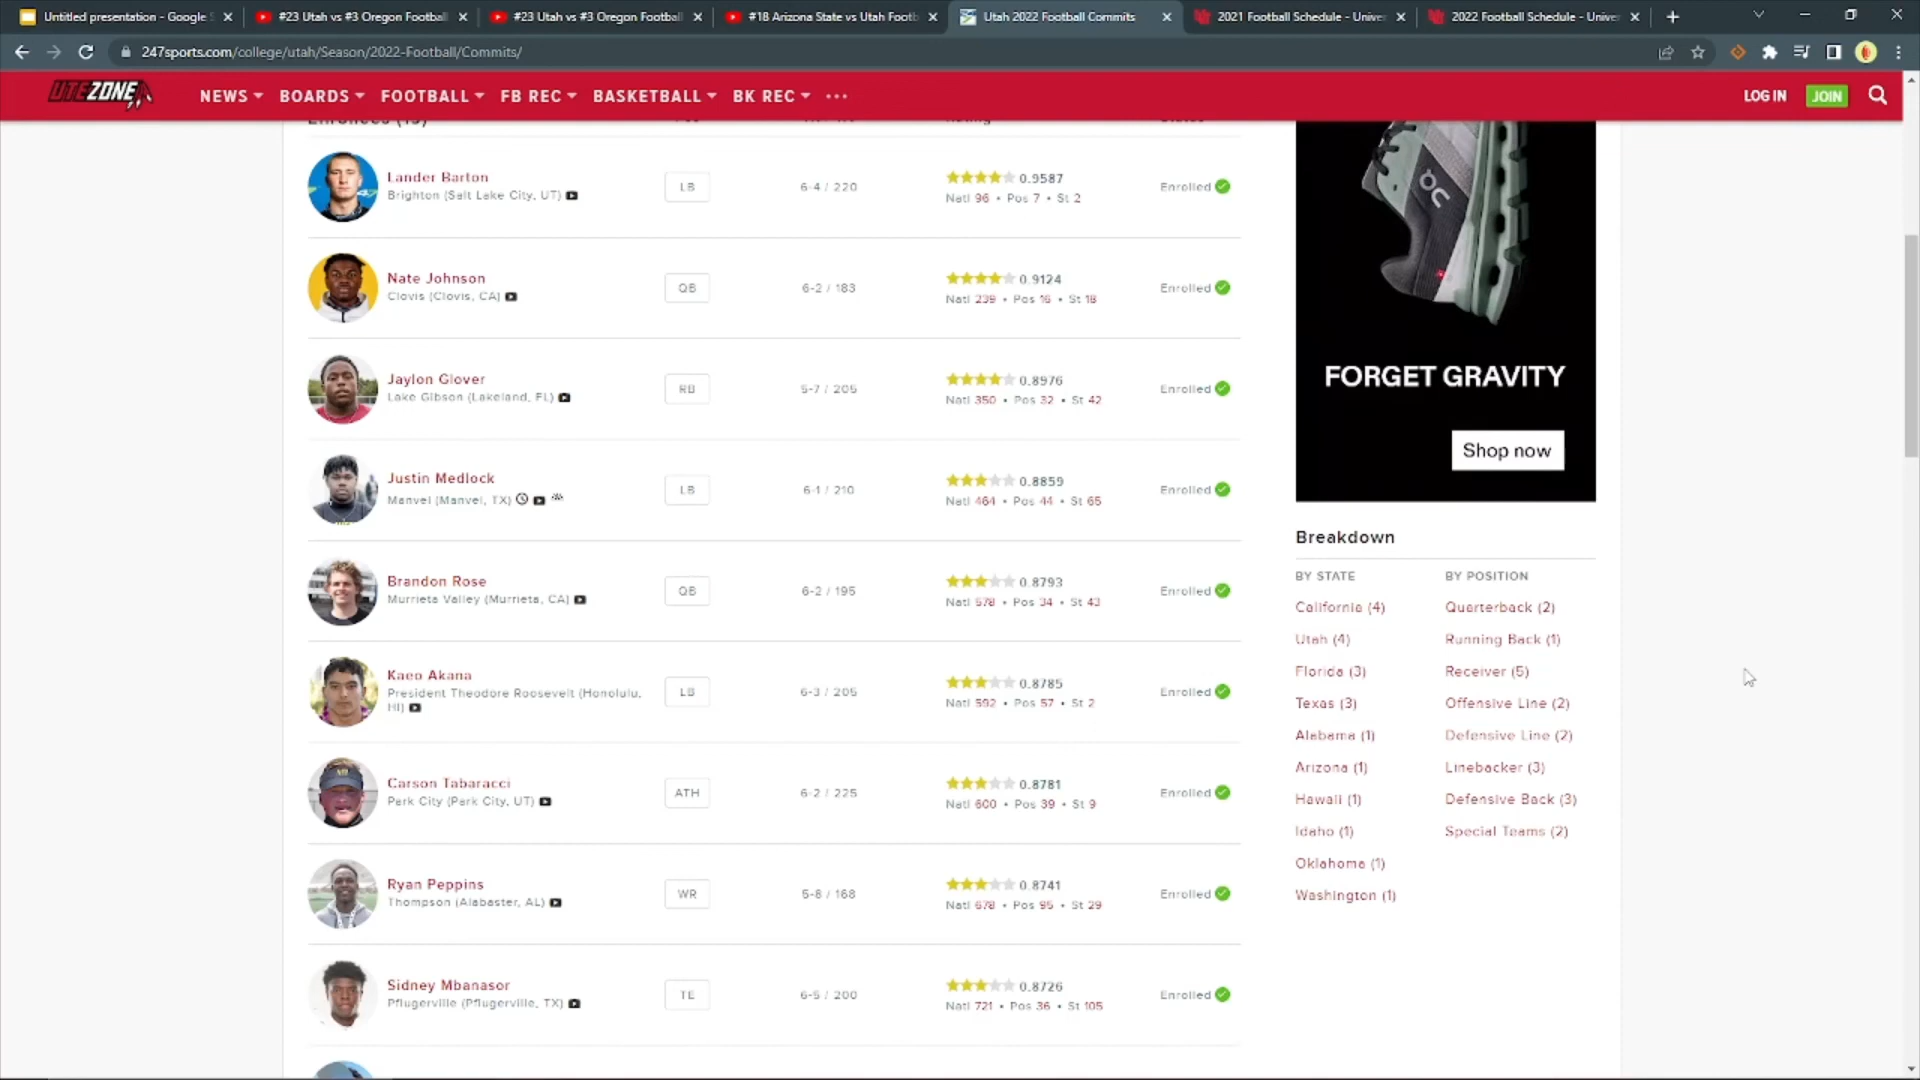 Untitled presentation - Google S
#23 Utah vs #3 Oregon Football
#23 Utah vs #3 Oregon Football
#18 Arizona State vs Utah Footb
Utah 2022 Football Commits
2021 Football Schedule - Univer
2022 Football Schedule - Univer
247sports.com/college/utah/Season/2022-Football/Commits/
UTEZONE
NEWS
BOARDS
FOOTBALL
FB REC
BASKETBALL
BK REC
LOG IN
JOIN
Lander Barton
Brighton (Salt Lake City, UT)
LB
6-4 / 220
0.9587
Natl 96 • Pos 7 • St 2
Enrolled
Nate Johnson
Clovis (Clovis, CA)
QB
6-2 / 183
0.9124
Natl 239 • Pos 16 • St 18
Enrolled
Jaylon Glover
Lake Gibson (Lakeland, FL)
RB
5-7 / 205
0.8976
Natl 350 • Pos 32 • St 42
Enrolled
Justin Medlock
Manvel (Manvel, TX)
LB
6-1 / 210
0.8859
Natl 464 • Pos 44 • St 65
Enrolled
Brandon Rose
Murrieta Valley (Murrieta, CA)
QB
6-2 / 195
0.8793
Natl 578 • Pos 34 • St 43
Enrolled
Kaeo Akana
President Theodore Roosevelt (Honolulu,
HI)
LB
6-3 / 205
0.8785
Natl 592 • Pos 57 • St 2
Enrolled
Carson Tabaracci
Park City (Park City, UT)
ATH
6-2 / 225
0.8781
Natl 600 • Pos 39 • St 9
Enrolled
Ryan Peppins
Thompson (Alabaster, AL)
WR
5-8 / 168
0.8741
Natl 678 • Pos 95 • St 29
Enrolled
Sidney Mbanasor
Pflugerville (Pflugerville, TX)
TE
6-5 / 200
0.8726
Natl 721 • Pos 36 • St 105
Enrolled
FORGET GRAVITY
Shop now
Breakdown
BY STATE
California (4)
Utah (4)
Florida (3)
Texas (3)
Alabama (1)
Arizona (1)
Hawaii (1)
Idaho (1)
Oklahoma (1)
Washington (1)
BY POSITION
Quarterback (2)
Running Back (1)
Receiver (5)
Offensive Line (2)
Defensive Line (2)
Linebacker (3)
Defensive Back (3)
Special Teams (2)